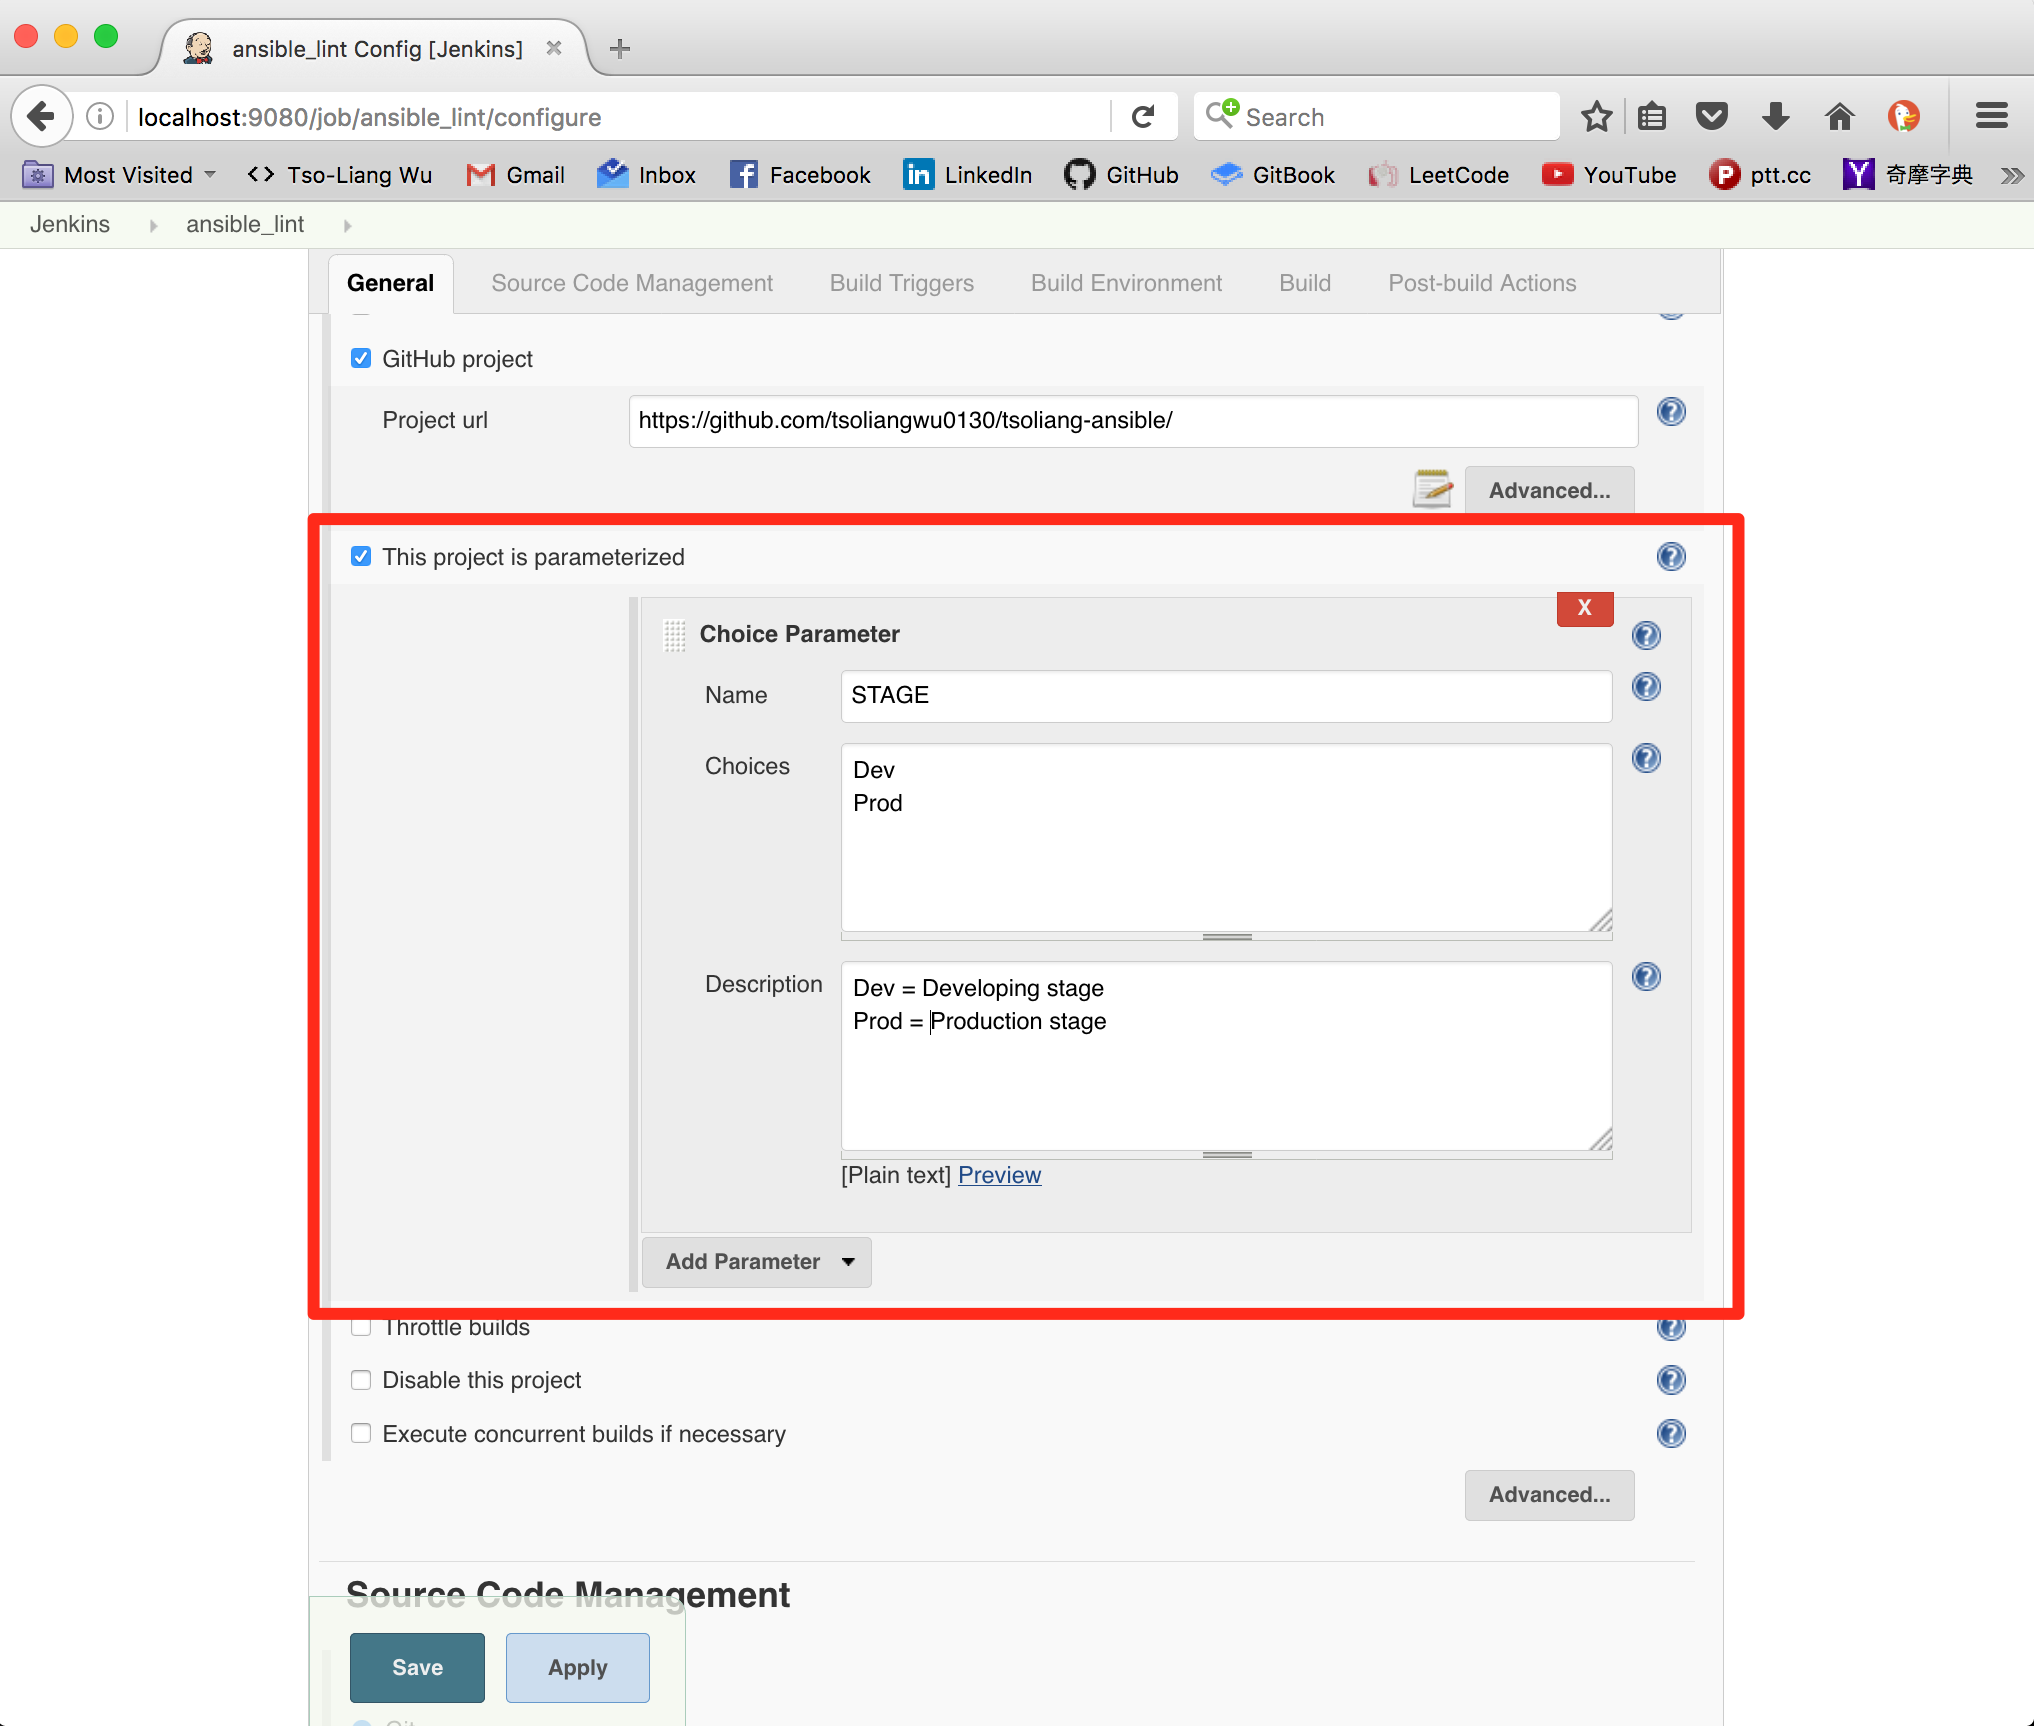 ansible_lint Config [Jenkins]
localhost:9080/job/ansible_lint/configure
Search
Most Visited
Tso-Liang Wu
Gmail
Inbox
Facebook
LinkedIn
GitHub
GitBook
LeetCode
YouTube
ptt.cc
奇摩字典
Jenkins
ansible_lint
General
Source Code Management
Build Triggers
Build Environment
Build
Post-build Actions
GitHub project
Project url
https://github.com/tsoliangwu0130/tsoliang-ansible/
Advanced...
This project is parameterized
X
Choice Parameter
Name
STAGE
Choices
Dev
Prod
Description
Dev = Developing stage
Prod = Production stage
[Plain text] Preview
Add Parameter
Throttle builds
Disable this project
Execute concurrent builds if necessary
Advanced...
Source Code Management
Save
Apply